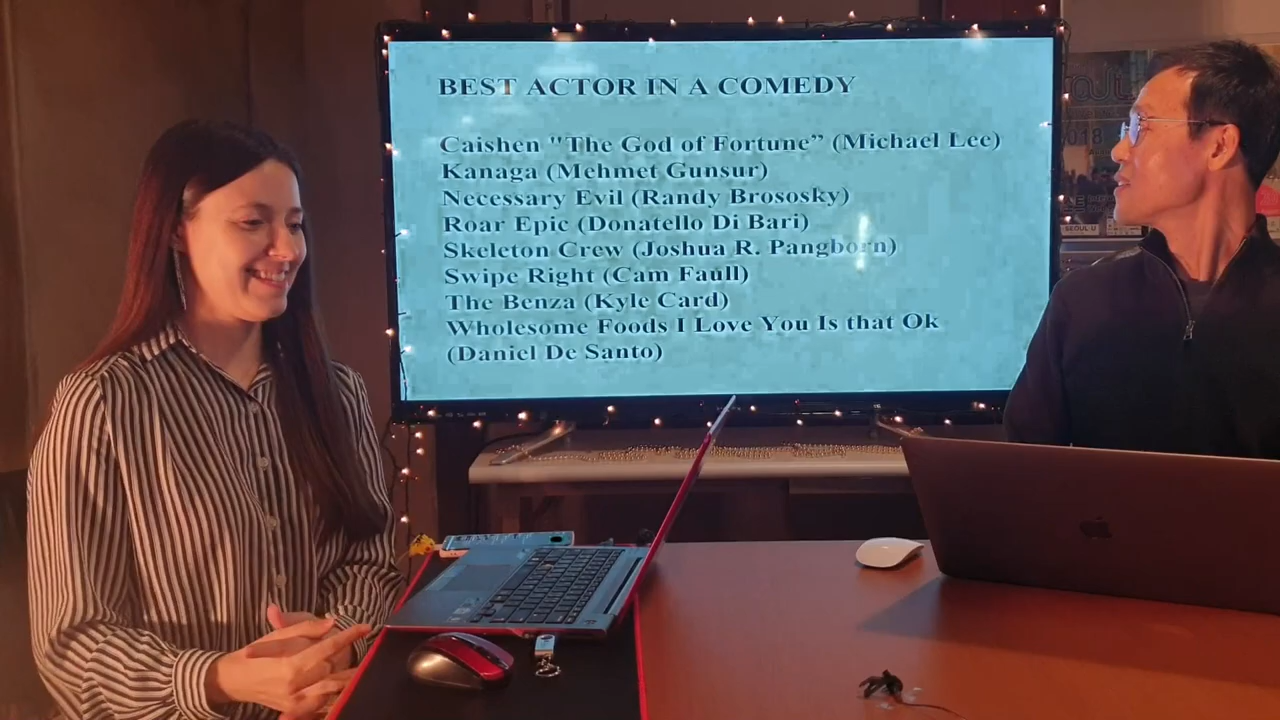 BEST ACTOR IN A COMEDY
Caishen "The God of Fortune” (Michael Lee)
Kanaga (Mehmet Gunsur)
Necessary Evil (Randy Brososky)
Roar Epic (Donatello Di Bari)
Skeleton Crew (Joshua R. Pangborn)
Swipe Right (Cam Faull)
The Benza (Kyle Card)
Wholesome Foods I Love You Is that Ok
(Daniel De Santo)
2018
SEOUL U